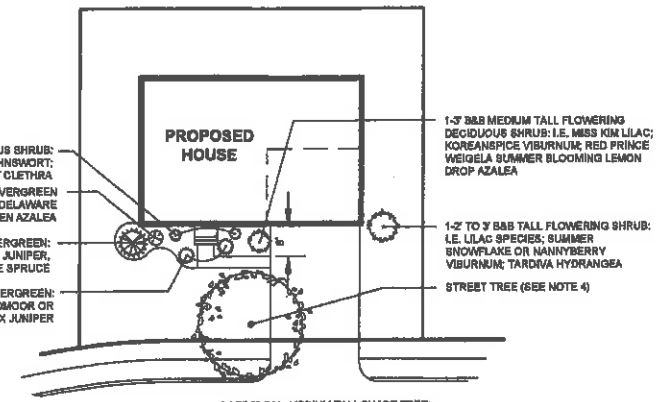 US SHRUB:
HNSWORT;
T CLETHRA
VERGREEN
DELAWARE
EN AZALEA
ERGREEN:
JUNIPER,
E SPRUCE
ERGREEN:
DMOOR OR
X JUNIPER
PROPOSED
HOUSE
1-3' B&B MEDIUM TALL FLOWERING
DECIDUOUS SHRUB: I.E. MISS KIM LILAC;
KOREANSPICE VIBURNUM; RED PRINCE
WEIGELA SUMMER BLOOMING LEMON
DROP AZALEA
1-2' TO 3' B&B TALL FLOWERING SHRUB:
I.E. LILAC SPECIES; SUMMER
SNOWFLAKE OR NANNYBERRY
VIBURNUM; TARDIVA HYDRANGEA
STREET TREE (SEE NOTE 4)